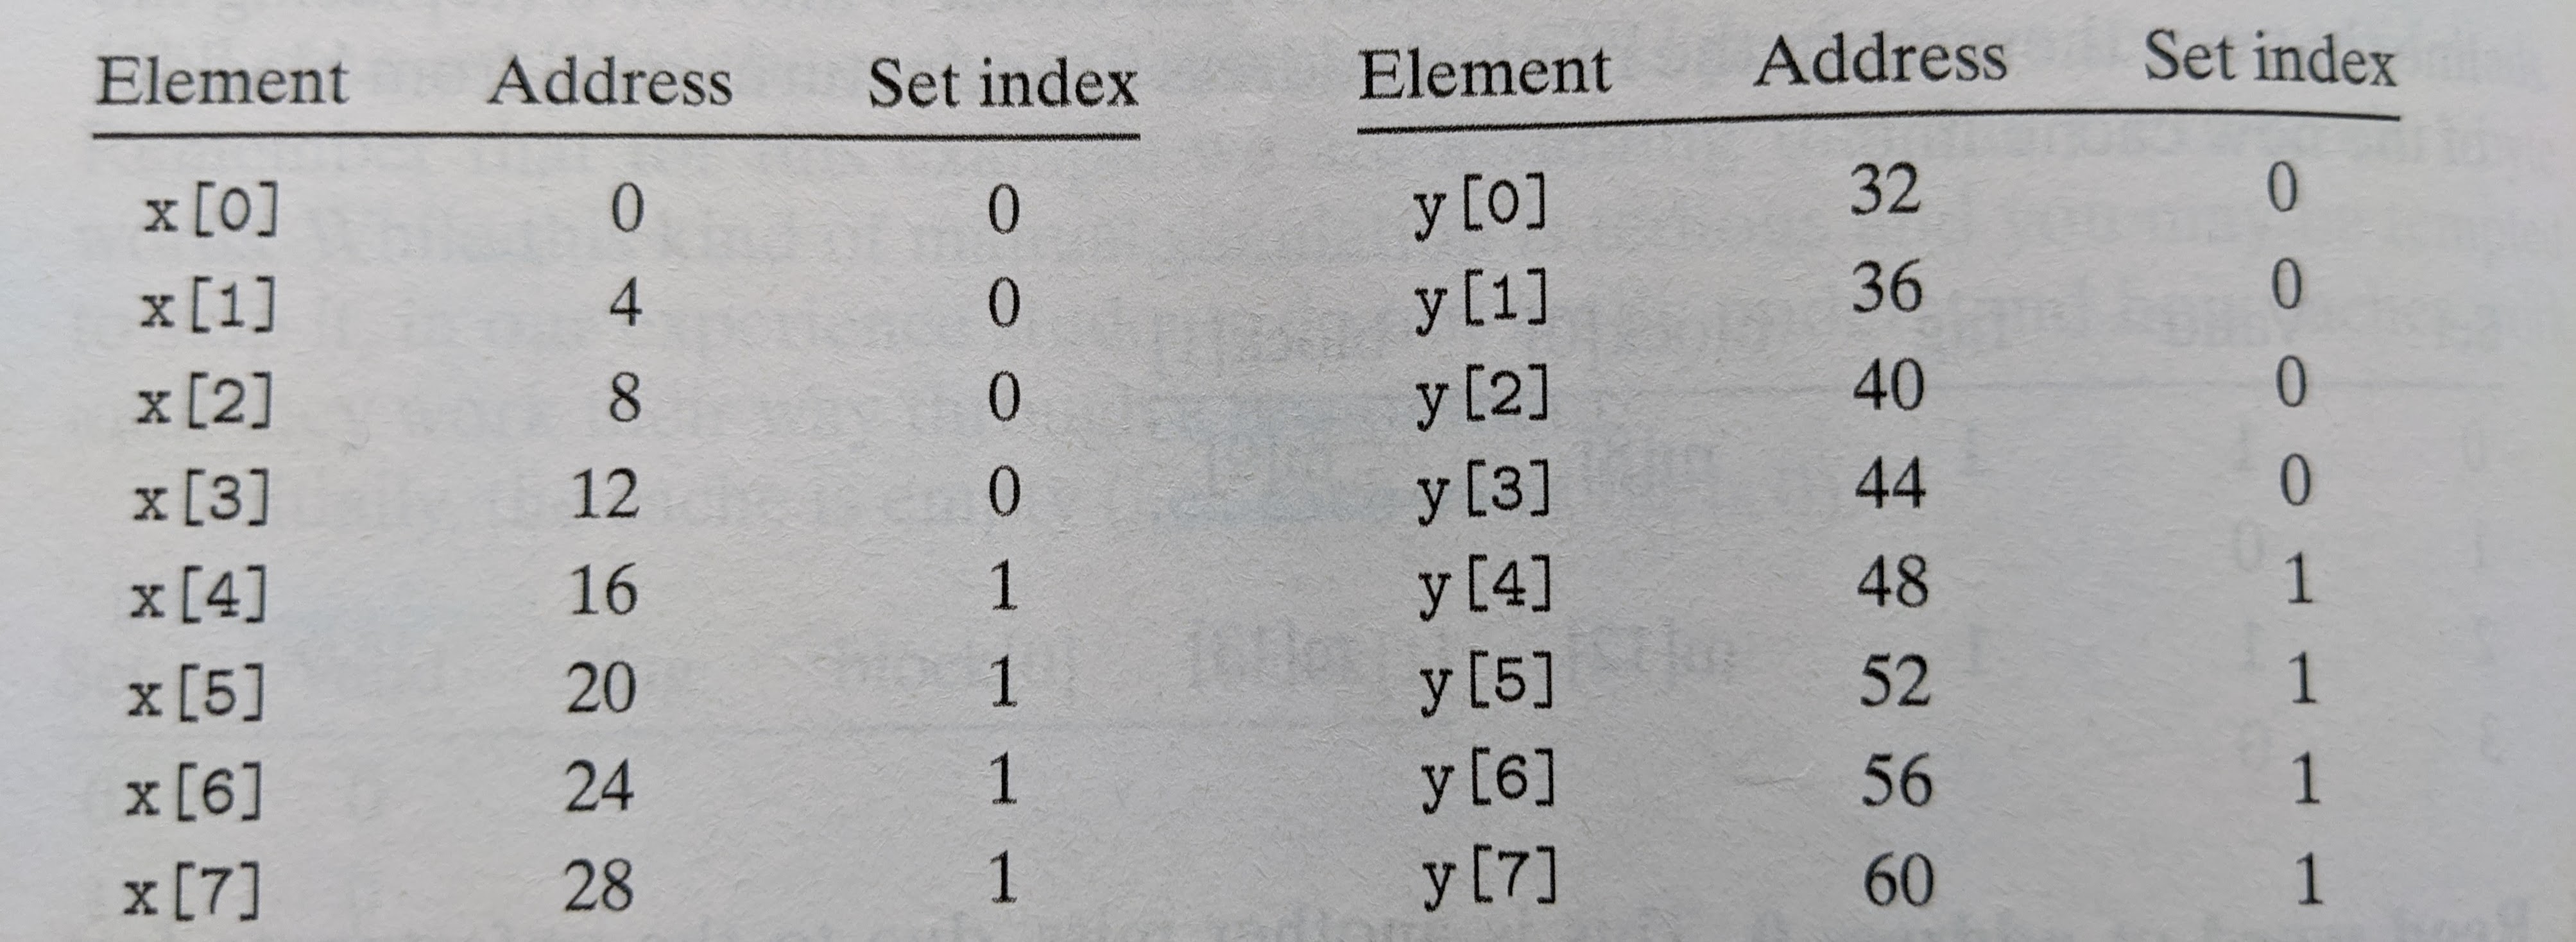 Element Address Set index Element Address Set index
x[0] 0 0 y[0] 32 0
x[1] 4 0 y[1] 36 0
x[2] 8 0 y[2] 40 0
x[3] 12 0 y[3] 44 0
x[4] 16 1 y[4] 48 1
x[5] 20 1 y[5] 52 1
x[6] 24 1 y[6] 56 1
x[7] 28 1 y[7] 60 1